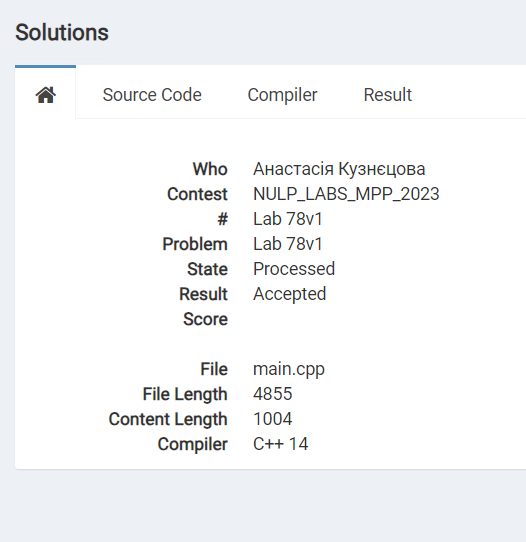 Solutions
Source Code Compiler Result
Who Анастасія Кузнєцова
Contest NULP_LABS_MPP_2023
# Lab 78v1
Problem Lab 78v1
State Processed
Result Accepted
Score
File main.cpp
File Length 4855
Content Length 1004
Compiler C++ 14